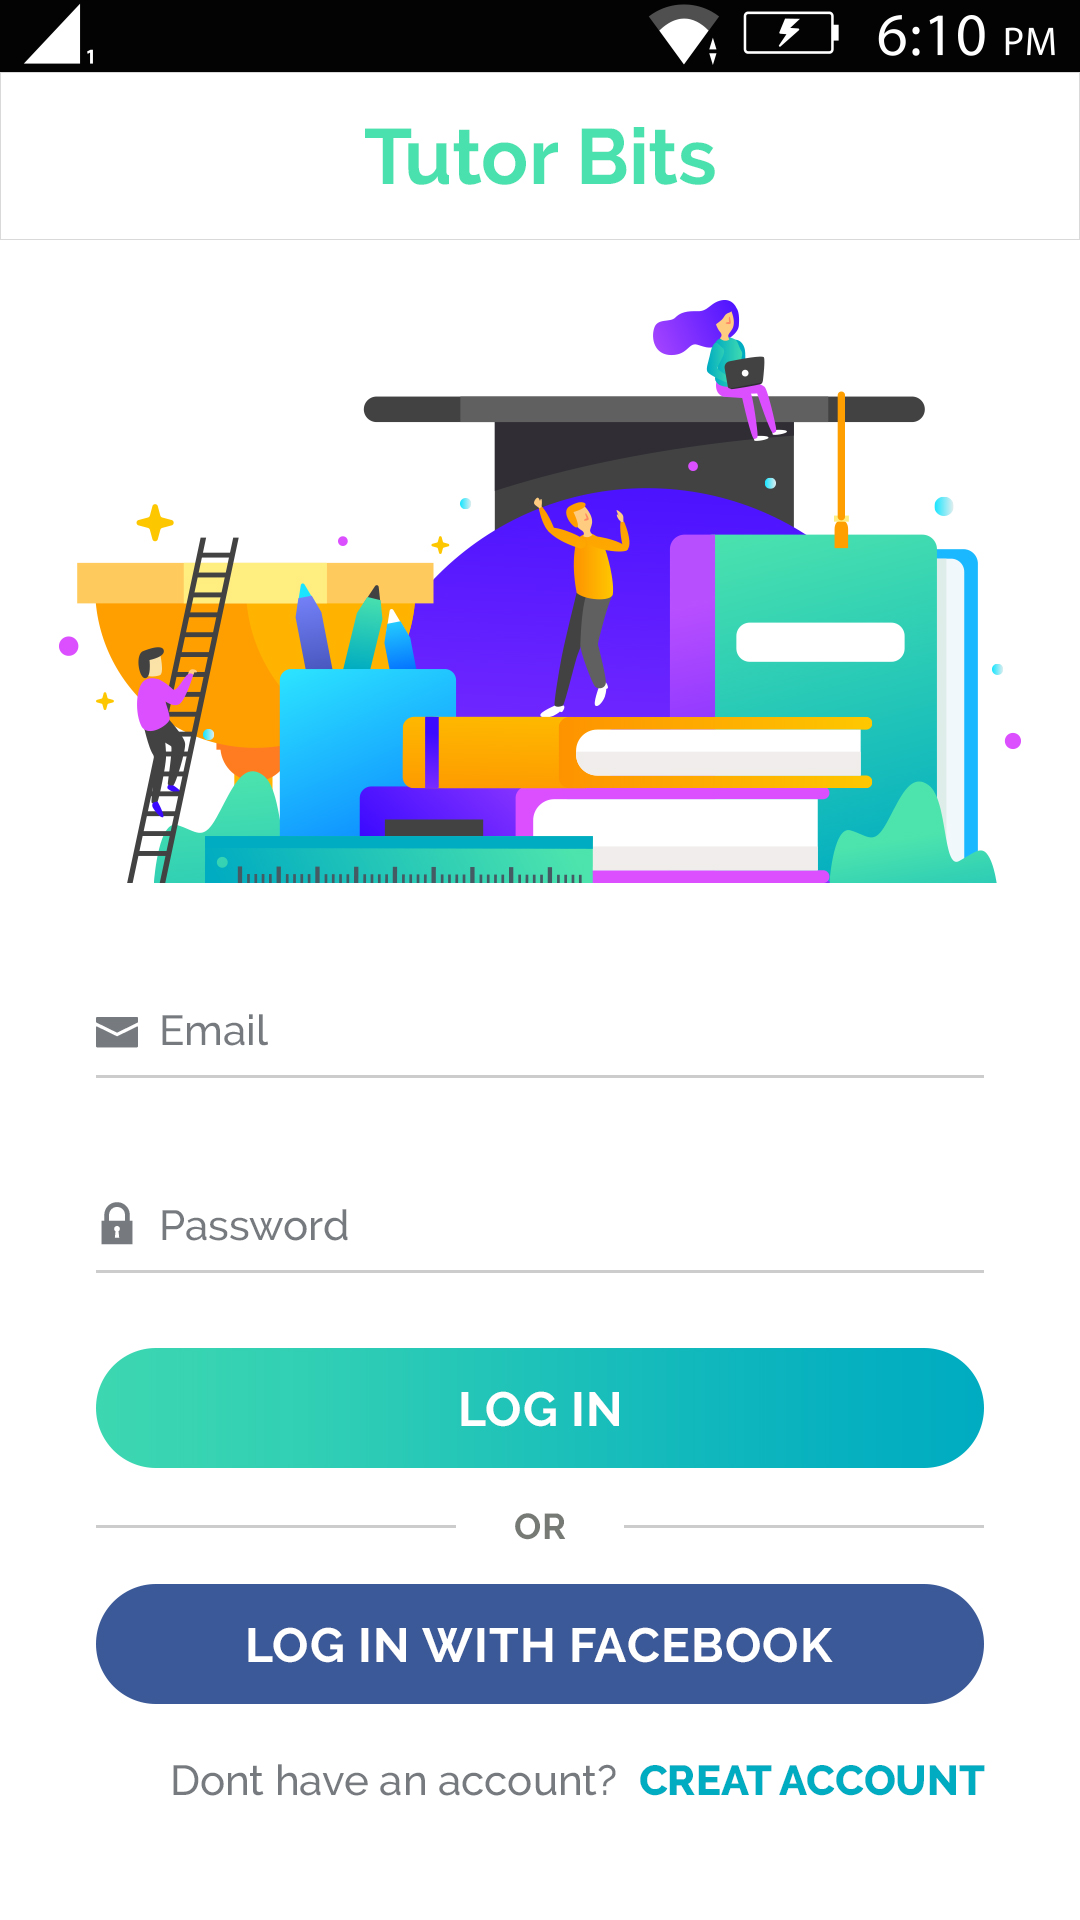 1
6:10 PM
Tutor Bits
Email
Password
LOG IN
OR
LOG IN WITH FACEBOOK
Dont have an account? CREAT ACCOUNT